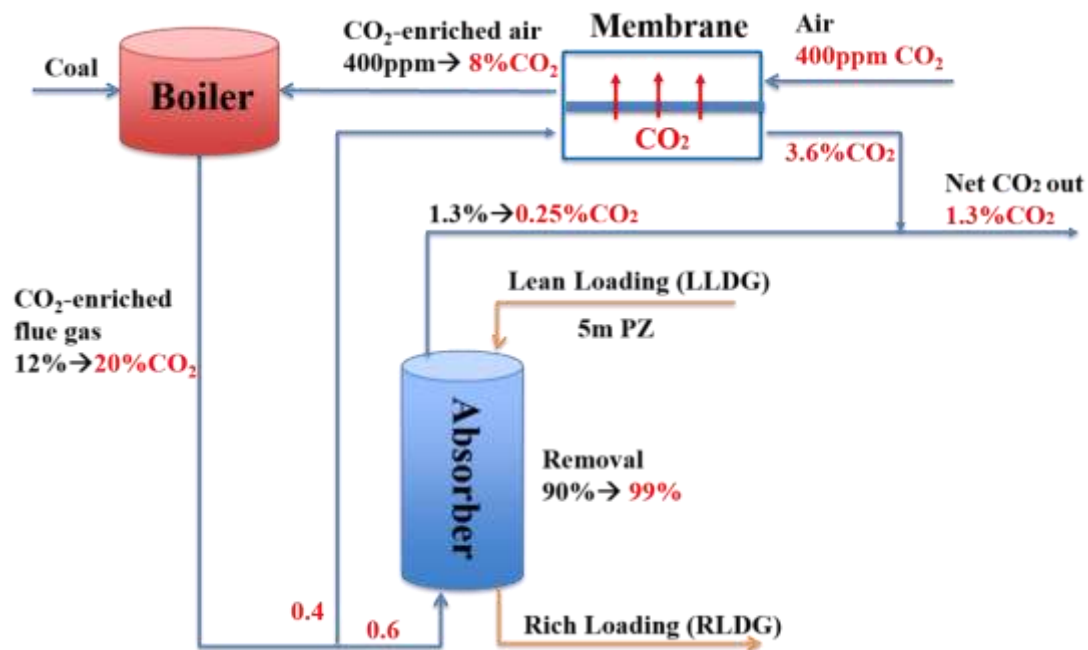 Coal
Boiler
CO₂-enriched air
400ppm→ 8%CO₂
Membrane
CO₂
Air
400ppm CO₂
3.6%CO₂
Net CO₂ out
1.3%CO₂
1.3%→0.25%CO₂
CO₂-enriched
flue gas
12%→20%CO₂
Lean Loading (LLDG)
5m PZ
Absorber
Removal
90%→ 99%
0.4
0.6
Rich Loading (RLDG)